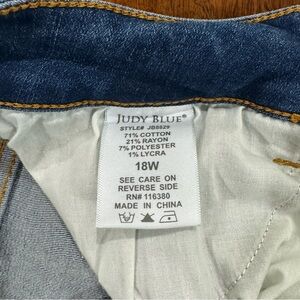 JUDY BLUE®
STYLE# JB8829
71% COTTON
21% RAYON
7% POLYESTER
1% LYCRA
18W
SEE CARE ON
REVERSE SIDE
RN# 116380
MADE IN CHINA